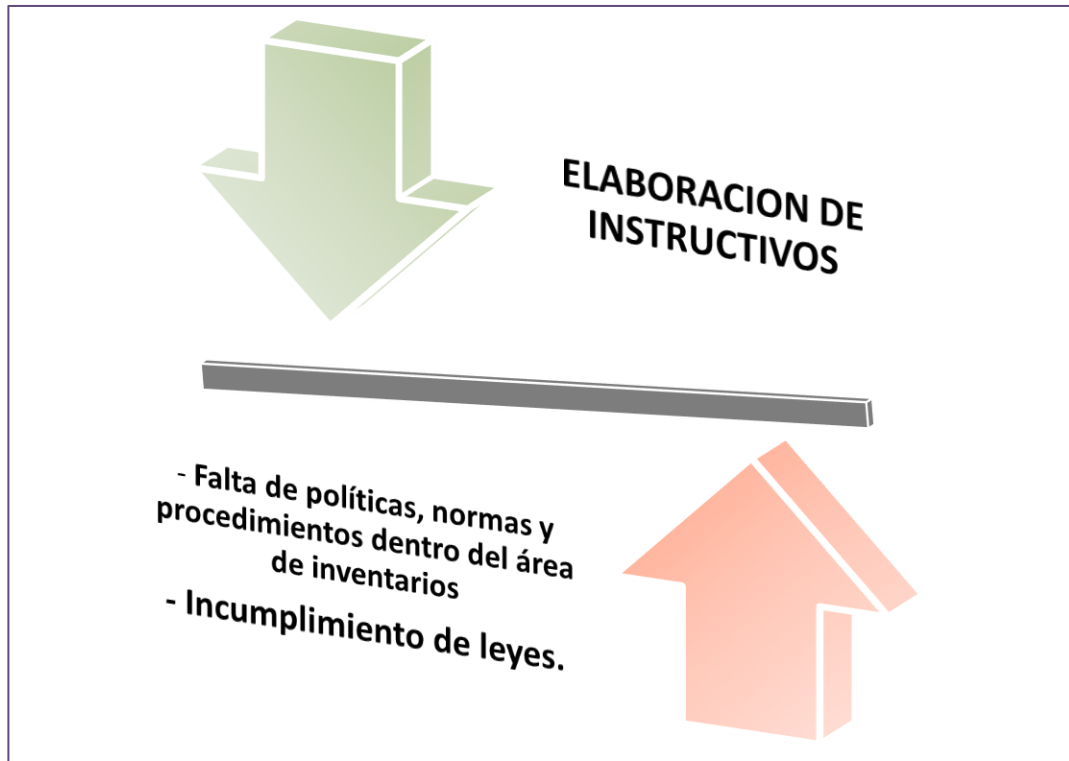 ELABORACION DE
INSTRUCTIVOS
- Falta de políticas, normas y
procedimientos dentro del área
de inventarios
- Incumplimiento de leyes.